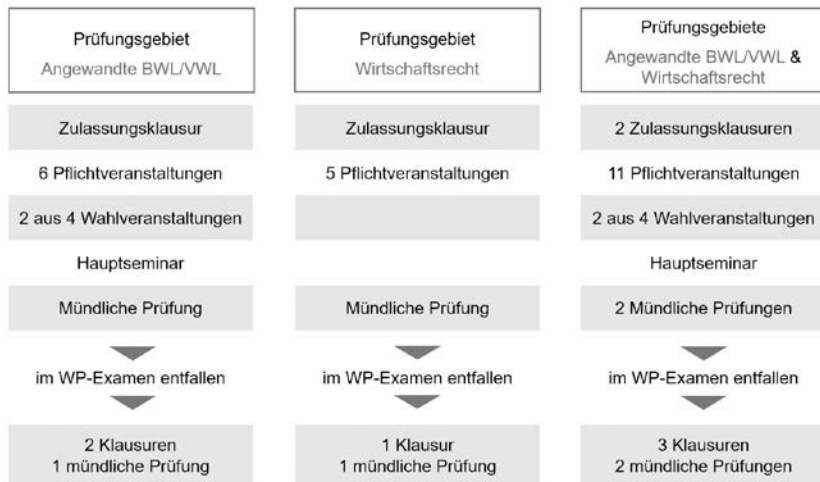 Prüfungsgebiet
Angewandte BWL/VWL
Zulassungsklausur
6 Pflichtveranstaltungen
2 aus 4 Wahlveranstaltungen
Hauptseminar
Mündliche Prüfung
im WP-Examen entfallen
2 Klausuren
1 mündliche Prüfung
Prüfungsgebiet
Wirtschaftsrecht
Zulassungsklausur
5 Pflichtveranstaltungen
Mündliche Prüfung
im WP-Examen entfallen
1 Klausur
1 mündliche Prüfung
Prüfungsgebiete
Angewandte BWL/VWL &
Wirtschaftsrecht
2 Zulassungsklausuren
11 Pflichtveranstaltungen
2 aus 4 Wahlveranstaltungen
Hauptseminar
2 Mündliche Prüfungen
im WP-Examen entfallen
3 Klausuren
2 mündliche Prüfungen